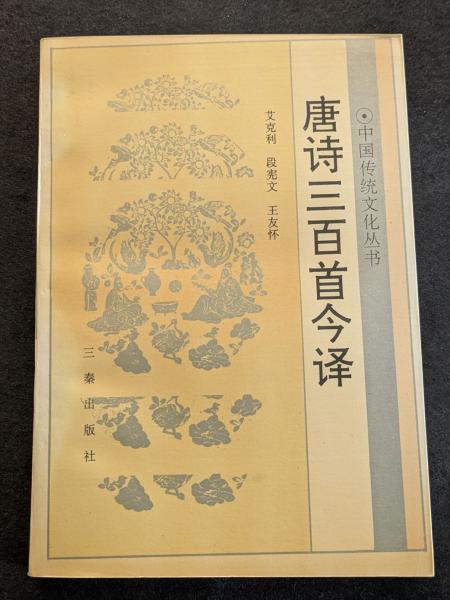 中国传统文化丛书
唐诗三百首今译
艾克利 段宪文 王友怀
三秦出版社